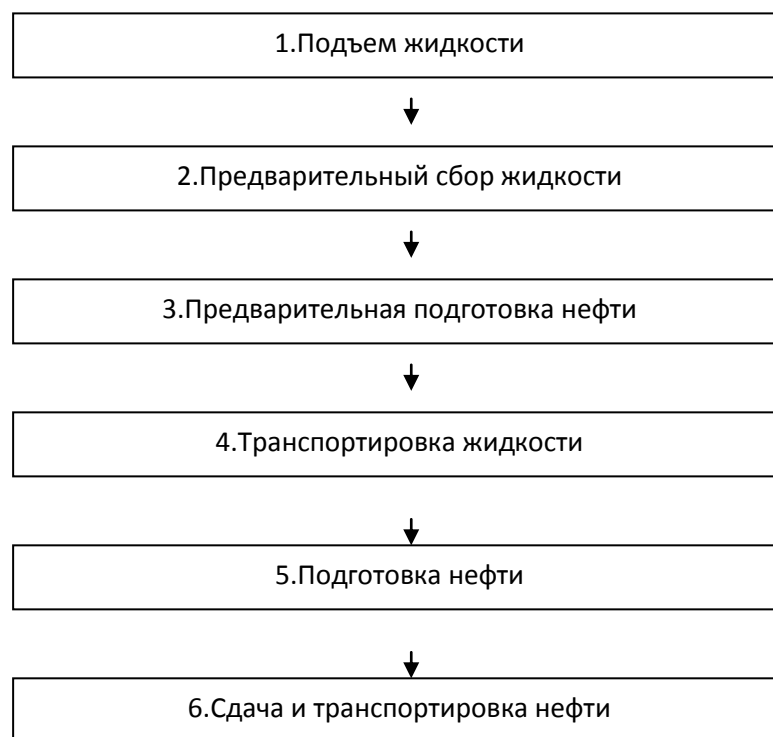 1.Подъем жидкости
2.Предварительный сбор жидкости
3.Предварительная подготовка нефти
4.Транспортировка жидкости
5.Подготовка нефти
6.Сдача и транспортировка нефти